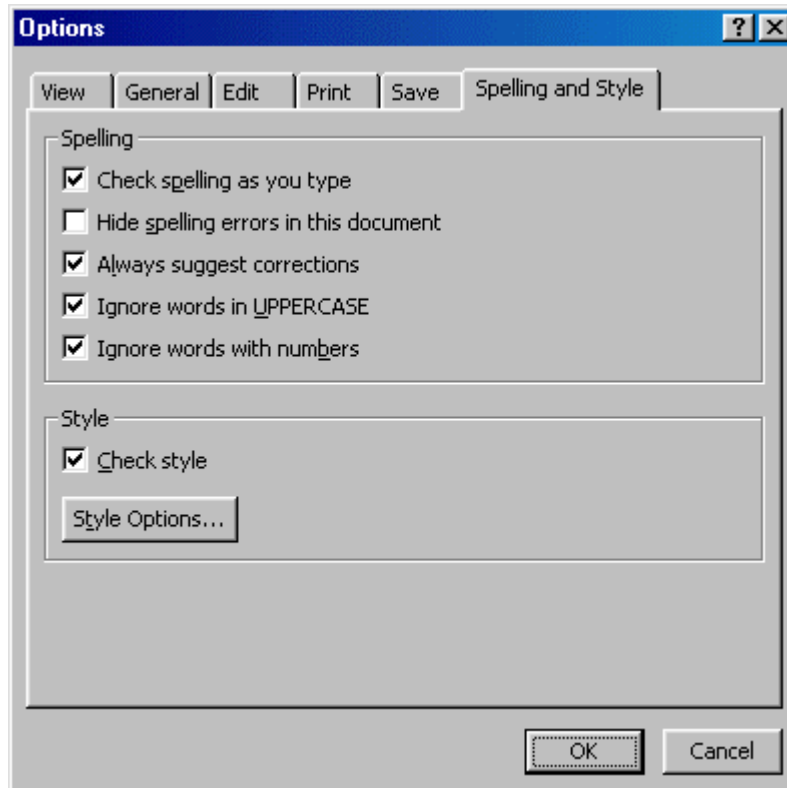 Options
View General Edit Print Save Spelling and Style
Spelling
Check spelling as you type
Hide spelling errors in this document
Always suggest corrections
Ignore words in UPPERCASE
Ignore words with numbers
Style
Check style
Style Options...
OK Cancel